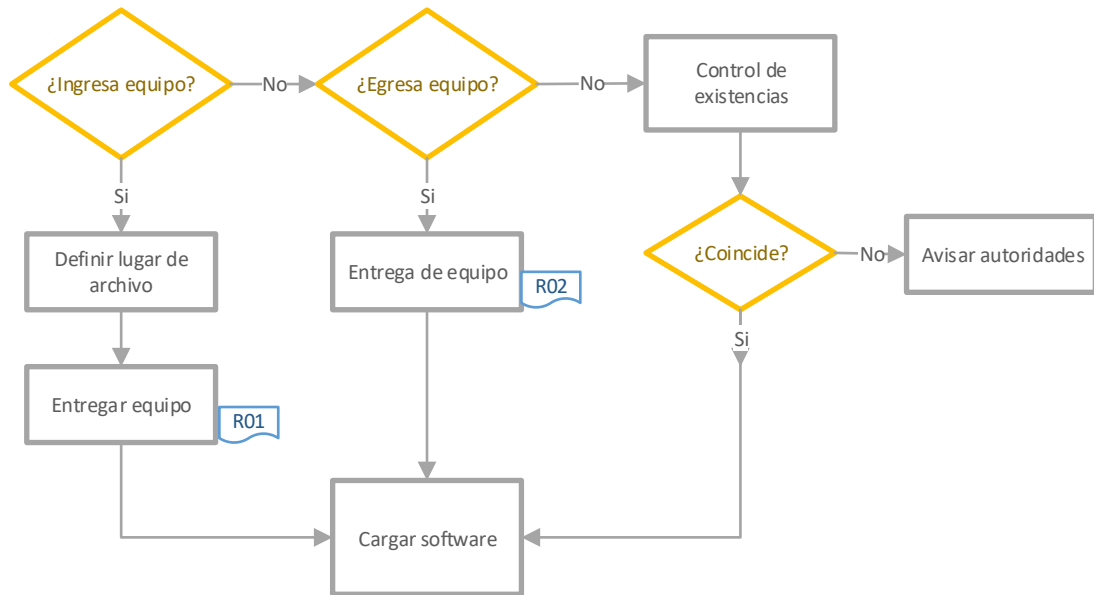 ¿Ingresa equipo?
No
¿Egresa equipo?
No
Control de
existencias
Si
Si
Definir lugar de
archivo
Entrega de equipo
R02
¿Coincide?
No
Avisar autoridades
Si
Entregar equipo
R01
Cargar software